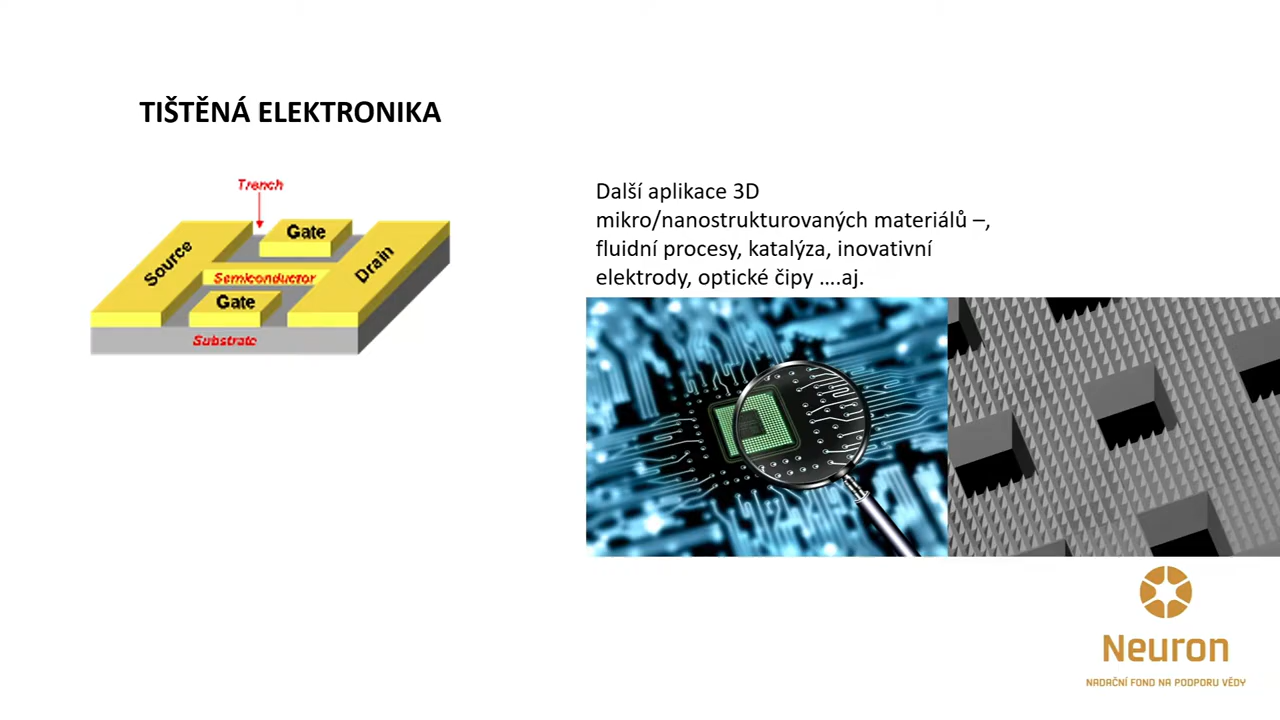 TIŠTĚNÁ ELEKTRONIKA
Trench
Gate
Source
Drain
Semiconductor
Gate
Substrate
Další aplikace 3D
mikro/nanostrukturovaných materiálů –,
fluidní procesy, katalýza, inovativní
elektrody, optické čipy ….aj.
Neuron
NADAČNÍ FOND NA PODPORU VĚDY